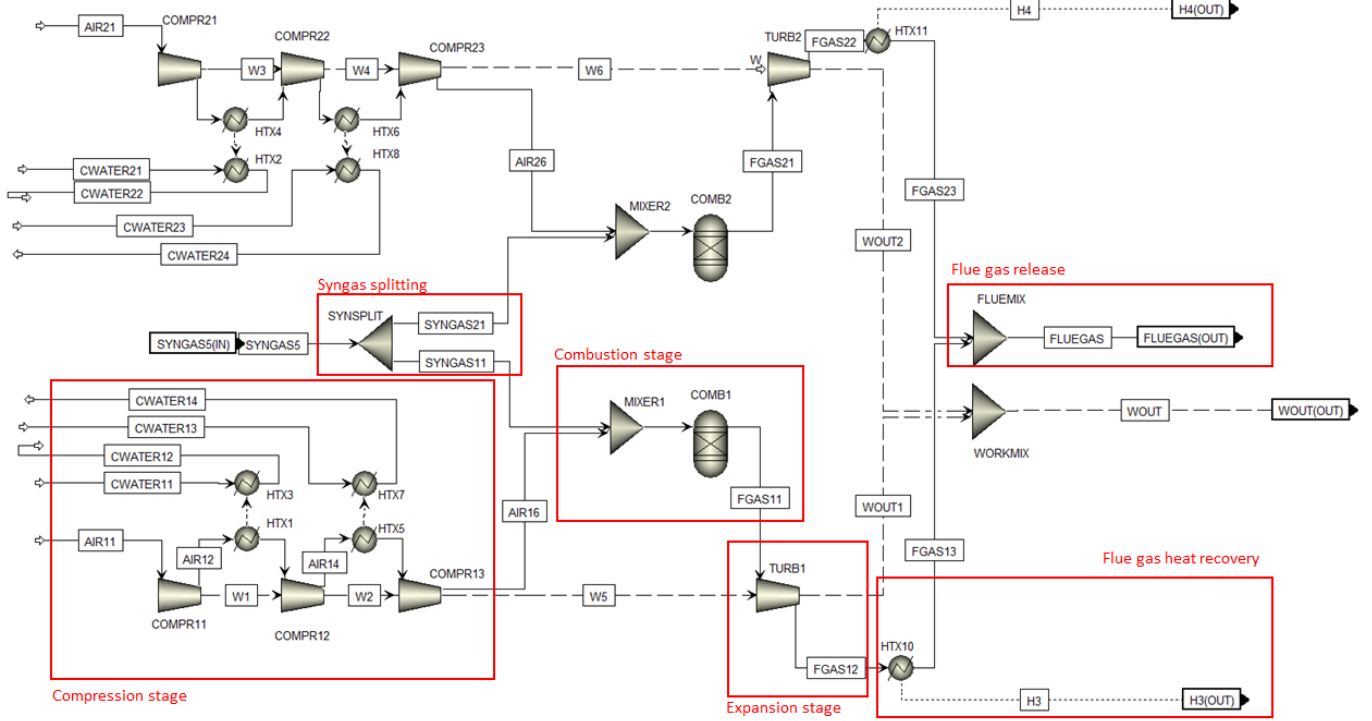 H4
H4(OUT)
COMPR21
AIR21
COMPR22
COMPR23
TURB2
FGAS22
HTX11
W3
W4
W6
W
HTX4
HTX6
HTX2
HTX8
CWATER21
CWATER22
CWATER23
CWATER24
AIR26
FGAS21
FGAS23
MIXER2
COMB2
WOUT2
Syngas splitting
SYNSPLIT
SYNGAS21
SYNGAS5(IN)
SYNGAS5
SYNGAS11
Flue gas release
FLUEMIX
FLUEGAS
FLUEGAS(OUT)
Combustion stage
MIXER1
COMB1
WOUT
WOUT(OUT)
WORKMIX
CWATER14
CWATER13
CWATER12
CWATER11
HTX3
HTX7
FGAS11
WOUT1
AIR16
HTX1
HTX5
AIR11
AIR12
AIR14
COMPR13
FGAS13
Flue gas heat recovery
TURB1
W1
W2
W5
COMPR11
COMPR12
HTX10
FGAS12
H3
H3(OUT)
Compression stage
Expansion stage